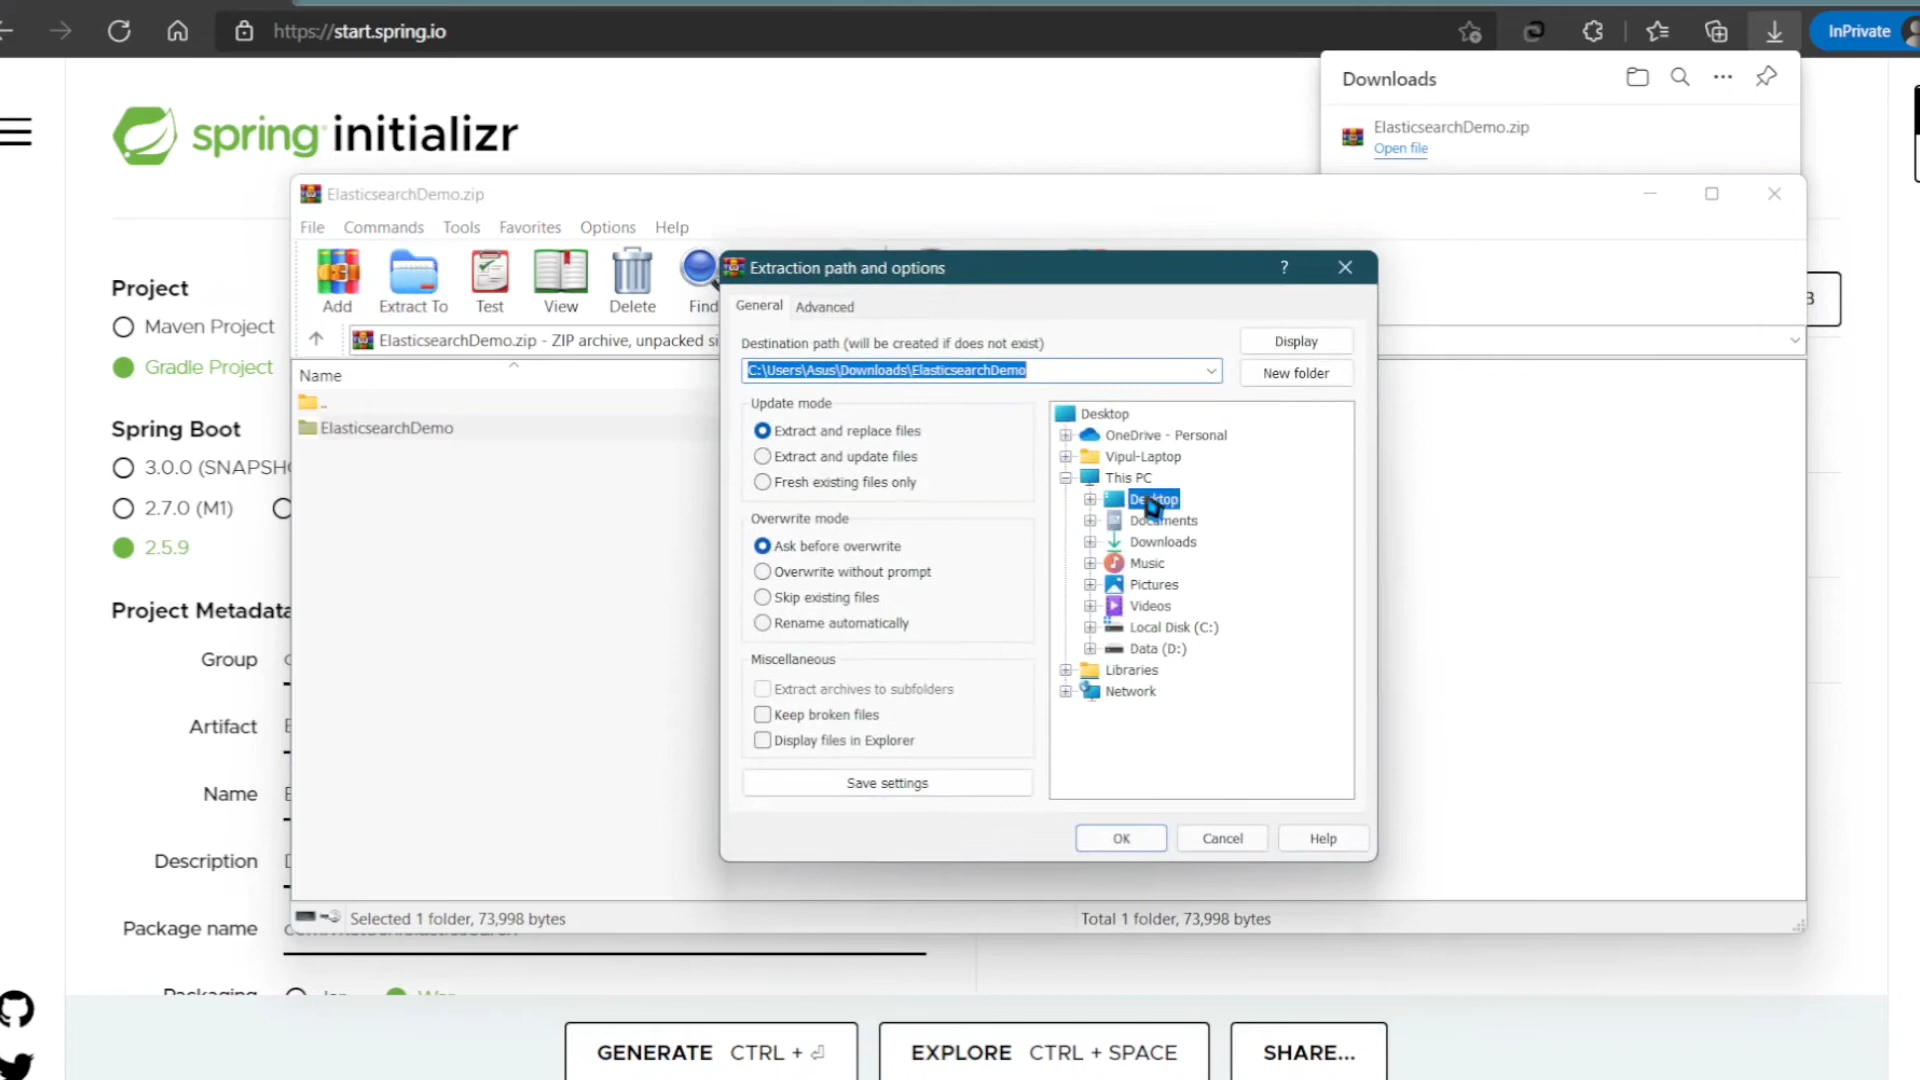 https://start.spring.io
InPrivate
Downloads
ElasticsearchDemo.zip
Open file
spring initializr
ElasticsearchDemo.zip
File Commands Tools Favorites Options Help
Add Extract To Test View Delete Find
ElasticsearchDemo.zip - ZIP archive, unpacked si
Name
..
ElasticsearchDemo
Extraction path and options
?
General Advanced
Destination path (will be created if does not exist)
C:\Users\Asus\Downloads\ElasticsearchDemo
Display
New folder
Update mode
Extract and replace files
Extract and update files
Fresh existing files only
Overwrite mode
Ask before overwrite
Overwrite without prompt
Skip existing files
Rename automatically
Miscellaneous
Extract archives to subfolders
Keep broken files
Display files in Explorer
Save settings
Desktop
OneDrive - Personal
Vipul-Laptop
This PC
Desktop
Documents
Downloads
Music
Pictures
Videos
Local Disk (C:)
Data (D:)
Libraries
Network
OK Cancel Help
Selected 1 folder, 73,998 bytes
Total 1 folder, 73,998 bytes
Project
Maven Project
Gradle Project
Spring Boot
3.0.0 (SNAPSHO
2.7.0 (M1)
2.5.9
Project Metadata
Group
Artifact
Name
Description
Package name
Packaging
GENERATE CTRL + ⏎
EXPLORE CTRL + SPACE
SHARE...